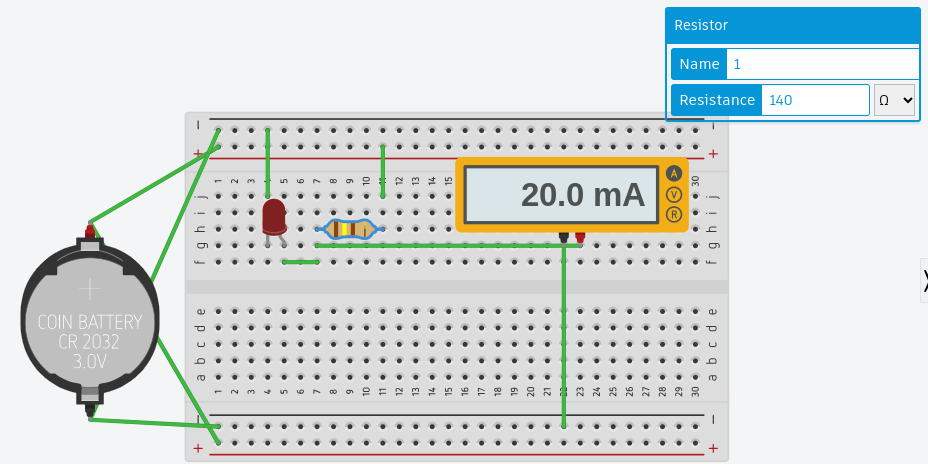 Resistor
Name 1
Resistance 140 Ω
− −
+ +
1 2 3 4 5 6 7 8 9 10 11 12 13 14 15 30
j j
i i
h h
g g
f f
20.0 mA
A
V
R
COIN BATTERY
CR 2032
3.0V
e e
d d
c c
b b
a a
1 2 3 4 5 6 7 8 9 10 11 12 13 14 15 16 17 18 19 20 21 22 23 24 25 26 27 28 29 30
− −
+ +